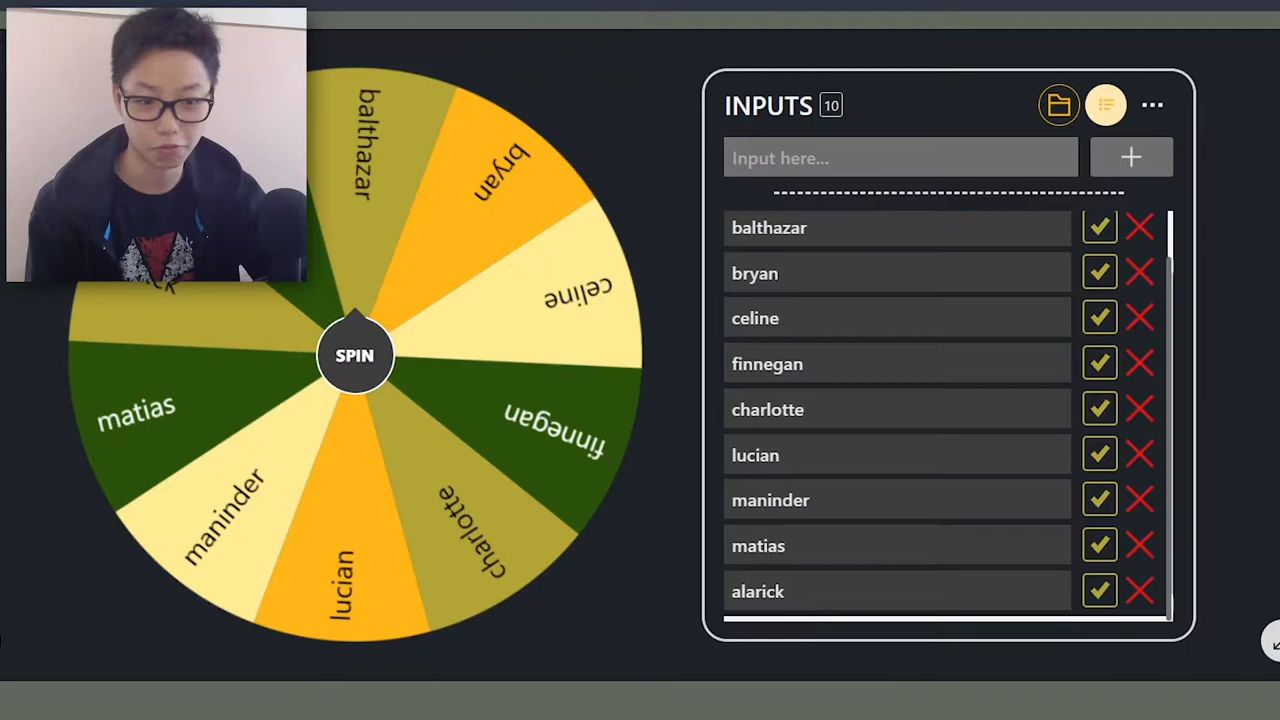 balthazar
bryan
celine
finnegan
charlotte
lucian
maninder
matias
SPIN
INPUTS 10
Input here...
balthazar
bryan
celine
finnegan
charlotte
lucian
maninder
matias
alarick